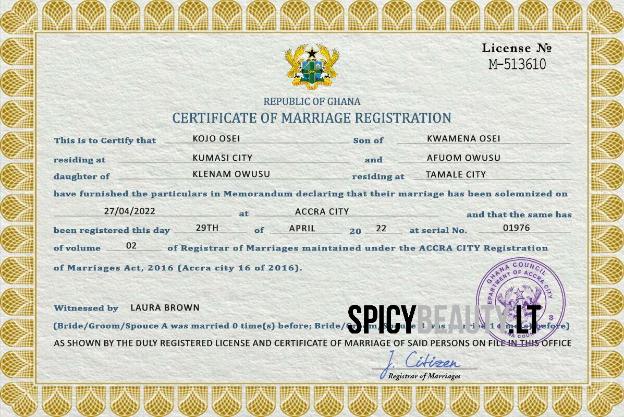 License №
M-513610
REPUBLIC OF GHANA
CERTIFICATE OF MARRIAGE REGISTRATION
This is to Certify that KOJO OSEI Son of KWAMENA OSEI
residing at KUMASI CITY and AFUOM OWUSU
daughter of KLENAM OWUSU residing at TAMALE CITY
have furnished the particulars in Memorandum declaring that their marriage has been solemnized on
27/04/2022 at ACCRA CITY and that the same has
been registered this day 29TH of APRIL 20 22 at serial No. 01976
of volume 02 of Registrar of Marriages maintained under the ACCRA CITY Registration
of Marriages Act, 2016 (Accra city 16 of 2016).
GHANA COUNCIL
DEPARTMENT OF ACCRA CITY
Witnessed by LAURA BROWN
SPICYBEAUTY.LT
(Bride/Groom/Spouce A was married 0 time(s) before; Bride/ before)
AS SHOWN BY THE DULY REGISTERED LICENSE AND CERTIFICATE OF MARRIAGE OF SAID PERSONS ON FILE IN THIS OFFICE
J. Citizen
Registrar of Marriages